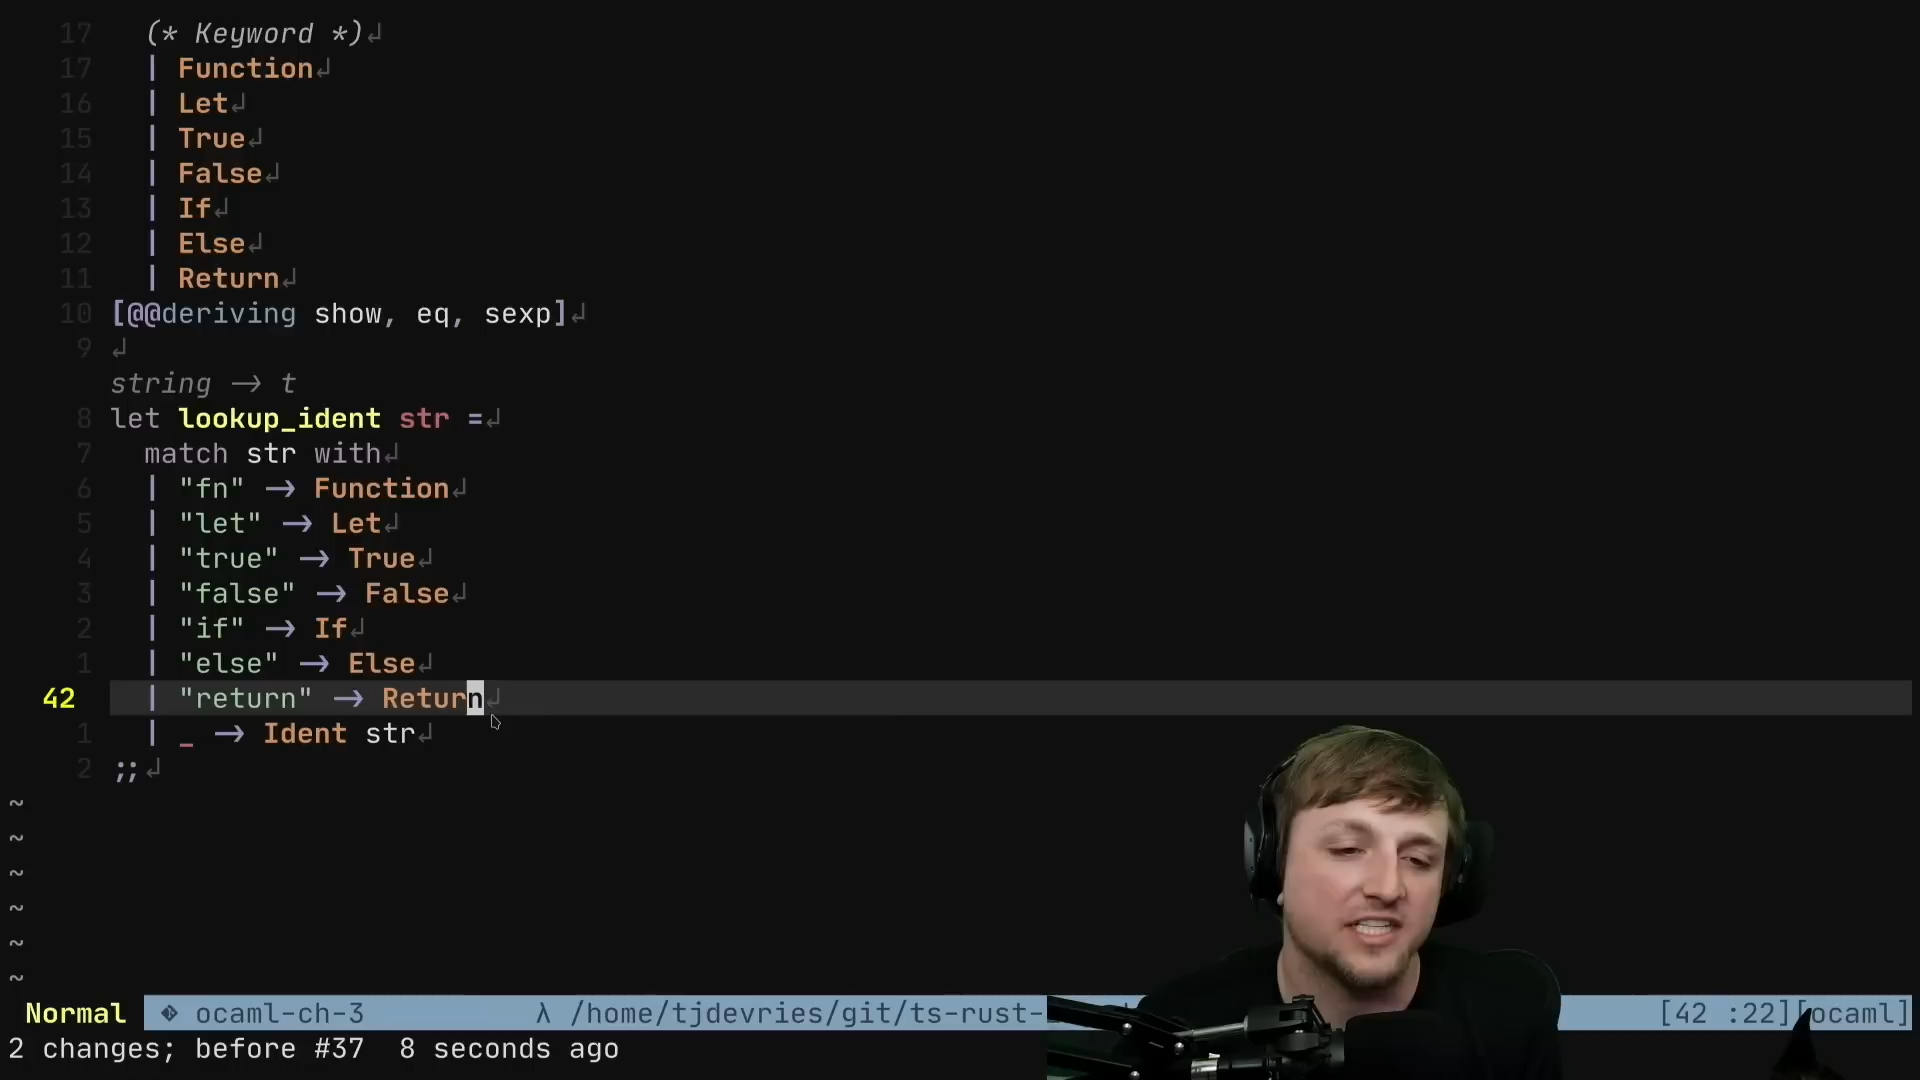 17 (* Keyword *)↲
17 | Function↲
16 | Let↲
15 | True↲
14 | False↲
13 | If↲
12 | Else↲
11 | Return↲
10 [@@deriving show, eq, sexp]↲
9 ↲
string -> t
8 let lookup_ident str =↲
7 match str with↲
6 | "fn" -> Function↲
5 | "let" -> Let↲
4 | "true" -> True↲
3 | "false" -> False↲
2 | "if" -> If↲
1 | "else" -> Else↲
42 | "return" -> Return↲
1 | _ -> Ident str↲
2 ;;↲
~
~
~
~
~
~
Normal ocaml-ch-3 λ /home/tjdevries/git/ts-rust- [42 :22][ocaml]
2 changes; before #37 8 seconds ago